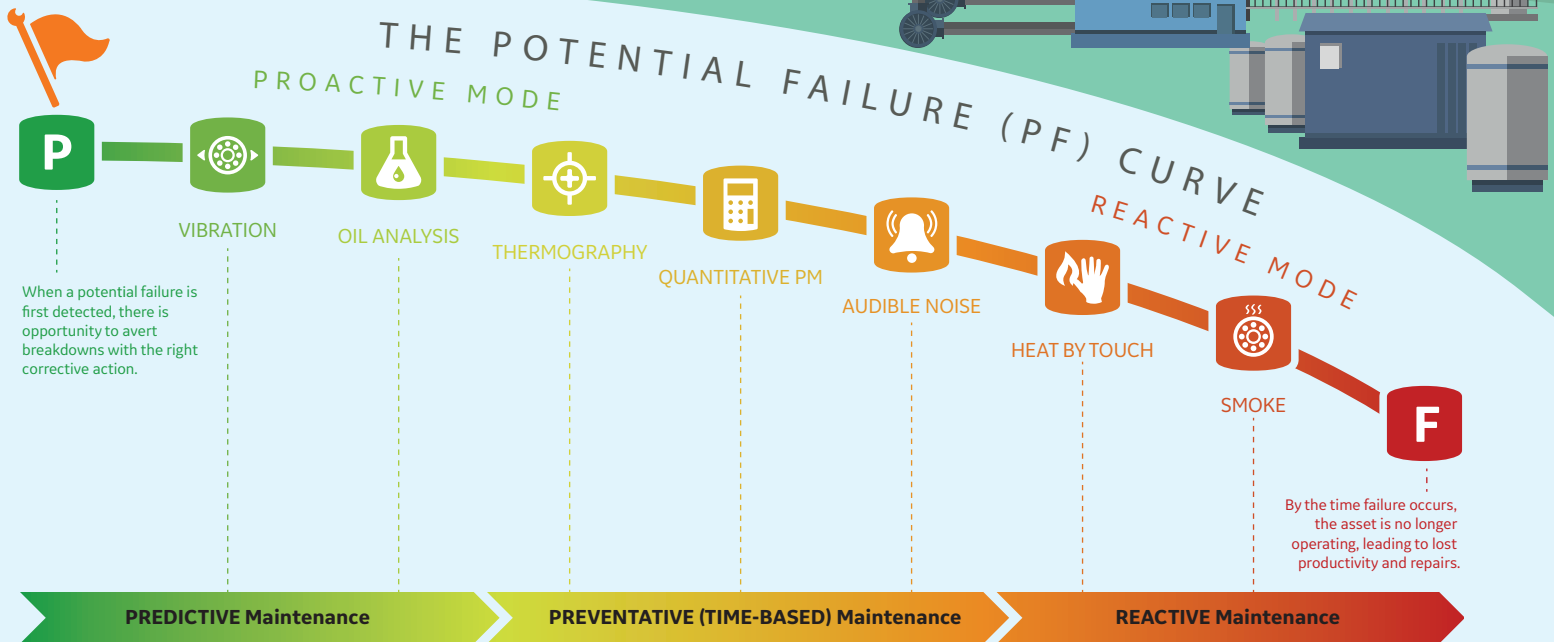 THE POTENTIAL FAILURE (PF) CURVE
PROACTIVE MODE
REACTIVE MODE
P
VIBRATION
OIL ANALYSIS
THERMOGRAPHY
QUANTITATIVE PM
AUDIBLE NOISE
HEAT BY TOUCH
SMOKE
F
When a potential failure is
first detected, there is
opportunity to avert
breakdowns with the right
corrective action.
By the time failure occurs,
the asset is no longer
operating, leading to lost
productivity and repairs.
PREDICTIVE Maintenance
PREVENTATIVE (TIME-BASED) Maintenance
REACTIVE Maintenance